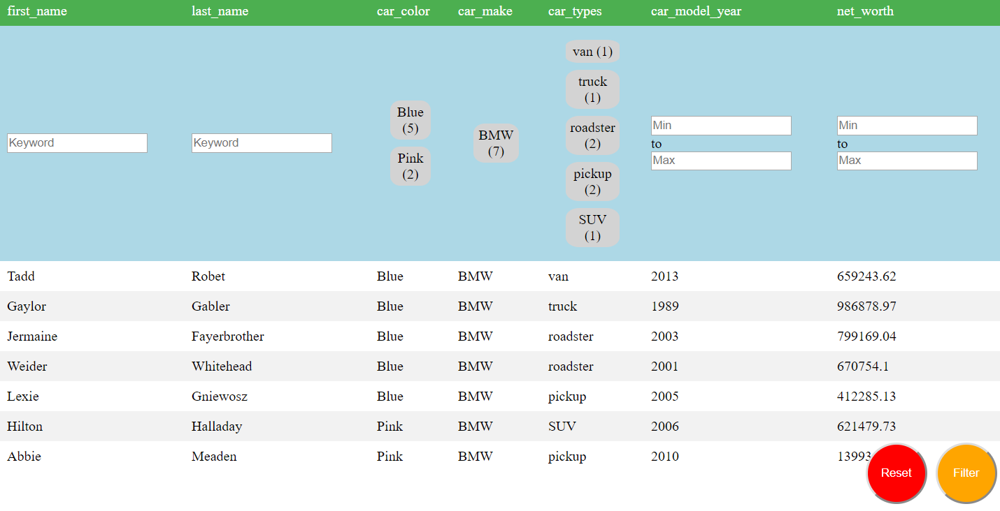 first_name last_name car_color car_make car_types car_model_year net_worth
Keyword Keyword Blue (5) Pink (2) BMW (7) van (1) truck (1) roadster (2) pickup (2) SUV (1) Min to Max Min to Max
Tadd Robet Blue BMW van 2013 659243.62
Gaylor Gabler Blue BMW truck 1989 986878.97
Jermaine Fayerbrother Blue BMW roadster 2003 799169.04
Weider Whitehead Blue BMW roadster 2001 670754.1
Lexie Gniewosz Blue BMW pickup 2005 412285.13
Hilton Halladay Pink BMW SUV 2006 621479.73
Abbie Meaden Pink BMW pickup 2010
Reset Filter